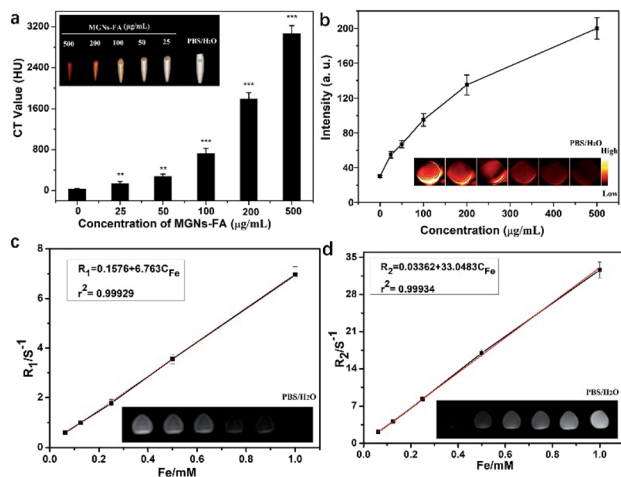 a
MGNs-FA (μg/mL)
500 200 100 50 25 PBS/H2O
***
***
***
**
**
3200
2400
1600
800
0
CT Value (HU)
0 25 50 100 200 500
Concentration of MGNs-FA (μg/mL)
b
200
160
120
80
40
0
Intensity (a. u.)
PBS/H2O
High
Low
0 100 200 300 400 500
Concentration (μg/mL)
c
R1=0.1576+6.763CFe
r²= 0.99929
8
6
4
2
0
R1/S-1
PBS/H2O
0.0 0.2 0.4 0.6 0.8 1.0
Fe/mM
d
R2=0.03362+33.0483CFe
r²= 0.99934
35
28
21
14
7
0
R2/S-1
PBS/H2O
0.0 0.2 0.4 0.6 0.8 1.0
Fe/mM